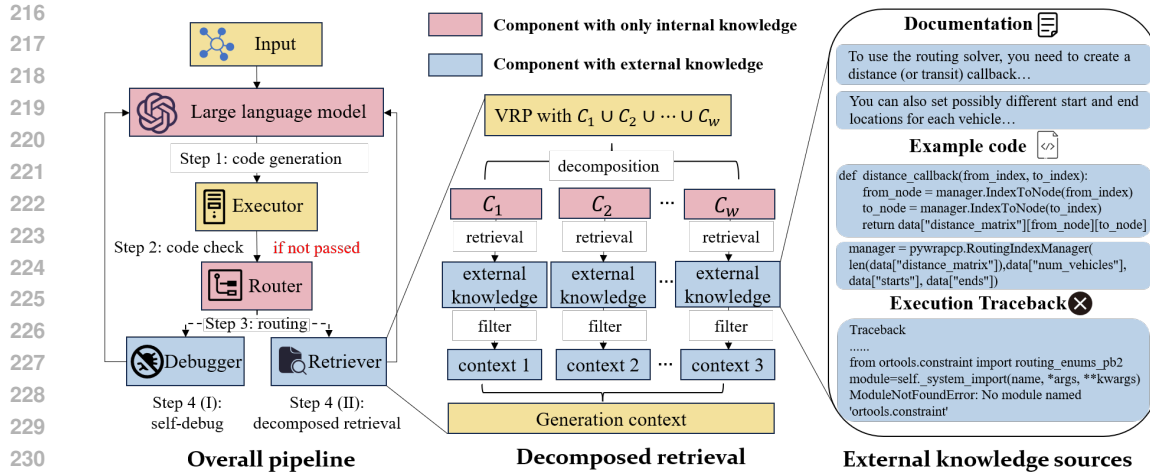 216
217
218
219
220
221
222
223
224
225
226
227
228
229
230
Input
Large language model
Step 1: code generation
Executor
Step 2: code check
if not passed
Router
Step 3: routing
Debugger
Retriever
Step 4 (I):
self-debug
Step 4 (II):
decomposed retrieval
Overall pipeline
Component with only internal knowledge
Component with external knowledge
VRP with C₁ ∪ C₂ ∪ ⋯ ∪ C_w
decomposition
C₁ C₂ ... C_w
retrieval retrieval retrieval
external knowledge external knowledge ... external knowledge
filter filter filter
context 1 context 2 ... context 3
Generation context
Decomposed retrieval
Documentation
To use the routing solver, you need to create a
distance (or transit) callback…
You can also set possibly different start and end
locations for each vehicle…
Example code
</>
def distance_callback(from_index, to_index):
from_node = manager.IndexToNode(from_index)
to_node = manager.IndexToNode(to_index)
return data["distance_matrix"][from_node][to_node]
manager = pywrapcp.RoutingIndexManager(
len(data["distance_matrix"]),data["num_vehicles"],
data["starts"], data["ends"])
Execution Traceback
Traceback
......
from ortools.constraint import routing_enums_pb2
module=self._system_import(name, *args, **kwargs)
ModuleNotFoundError: No module named
'ortools.constraint'
External knowledge sources